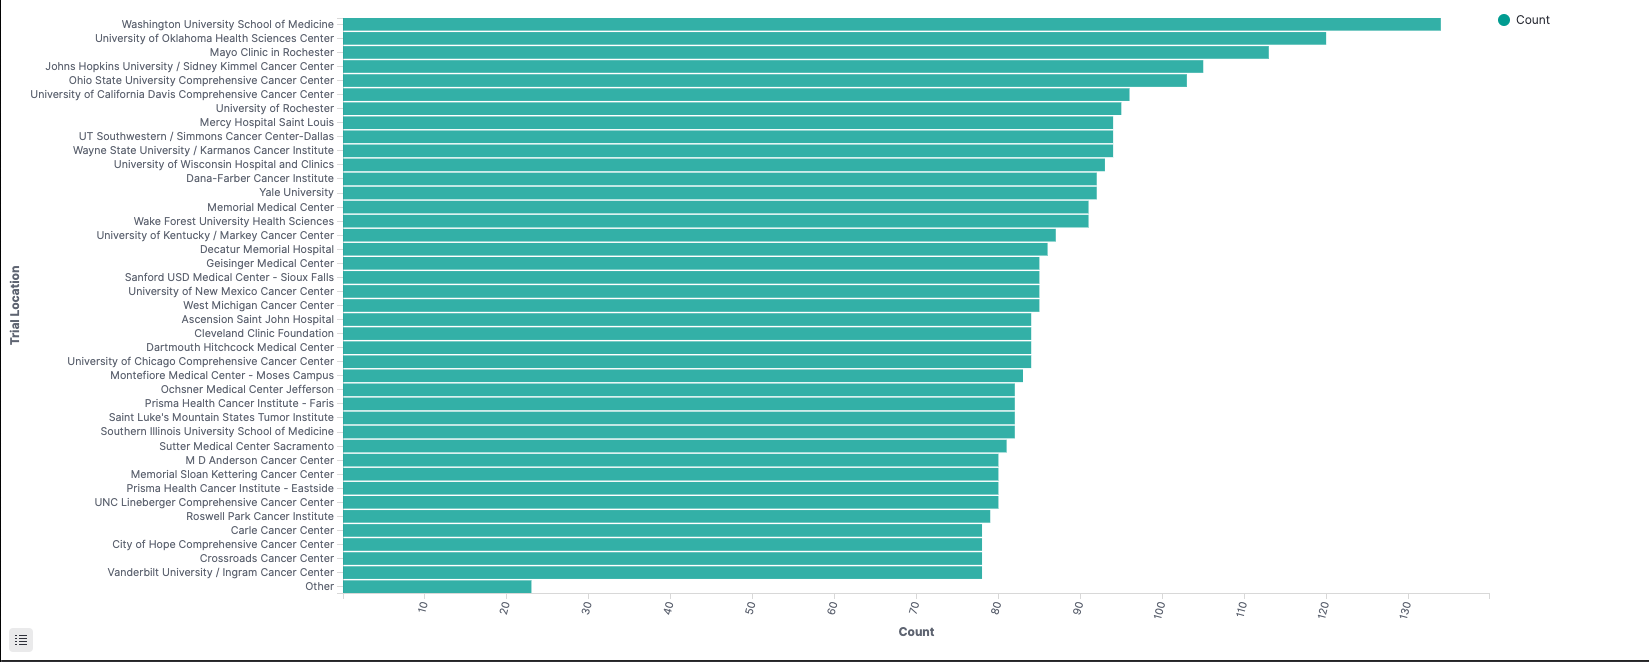 Count
Washington University School of Medicine
University of Oklahoma Health Sciences Center
Mayo Clinic in Rochester
Johns Hopkins University / Sidney Kimmel Cancer Center
Ohio State University Comprehensive Cancer Center
University of California Davis Comprehensive Cancer Center
University of Rochester
Mercy Hospital Saint Louis
UT Southwestern / Simmons Cancer Center-Dallas
Wayne State University / Karmanos Cancer Institute
University of Wisconsin Hospital and Clinics
Dana-Farber Cancer Institute
Yale University
Memorial Medical Center
Wake Forest University Health Sciences
University of Kentucky / Markey Cancer Center
Decatur Memorial Hospital
Geisinger Medical Center
Sanford USD Medical Center - Sioux Falls
University of New Mexico Cancer Center
West Michigan Cancer Center
Ascension Saint John Hospital
Cleveland Clinic Foundation
Dartmouth Hitchcock Medical Center
University of Chicago Comprehensive Cancer Center
Montefiore Medical Center - Moses Campus
Ochsner Medical Center Jefferson
Prisma Health Cancer Institute - Faris
Saint Luke's Mountain States Tumor Institute
Southern Illinois University School of Medicine
Sutter Medical Center Sacramento
M D Anderson Cancer Center
Memorial Sloan Kettering Cancer Center
Prisma Health Cancer Institute - Eastside
UNC Lineberger Comprehensive Cancer Center
Roswell Park Cancer Institute
Carle Cancer Center
City of Hope Comprehensive Cancer Center
Crossroads Cancer Center
Vanderbilt University / Ingram Cancer Center
Other
Trial Location
10 20 30 40 50 60 70 80 90 100 110 120 130
Count